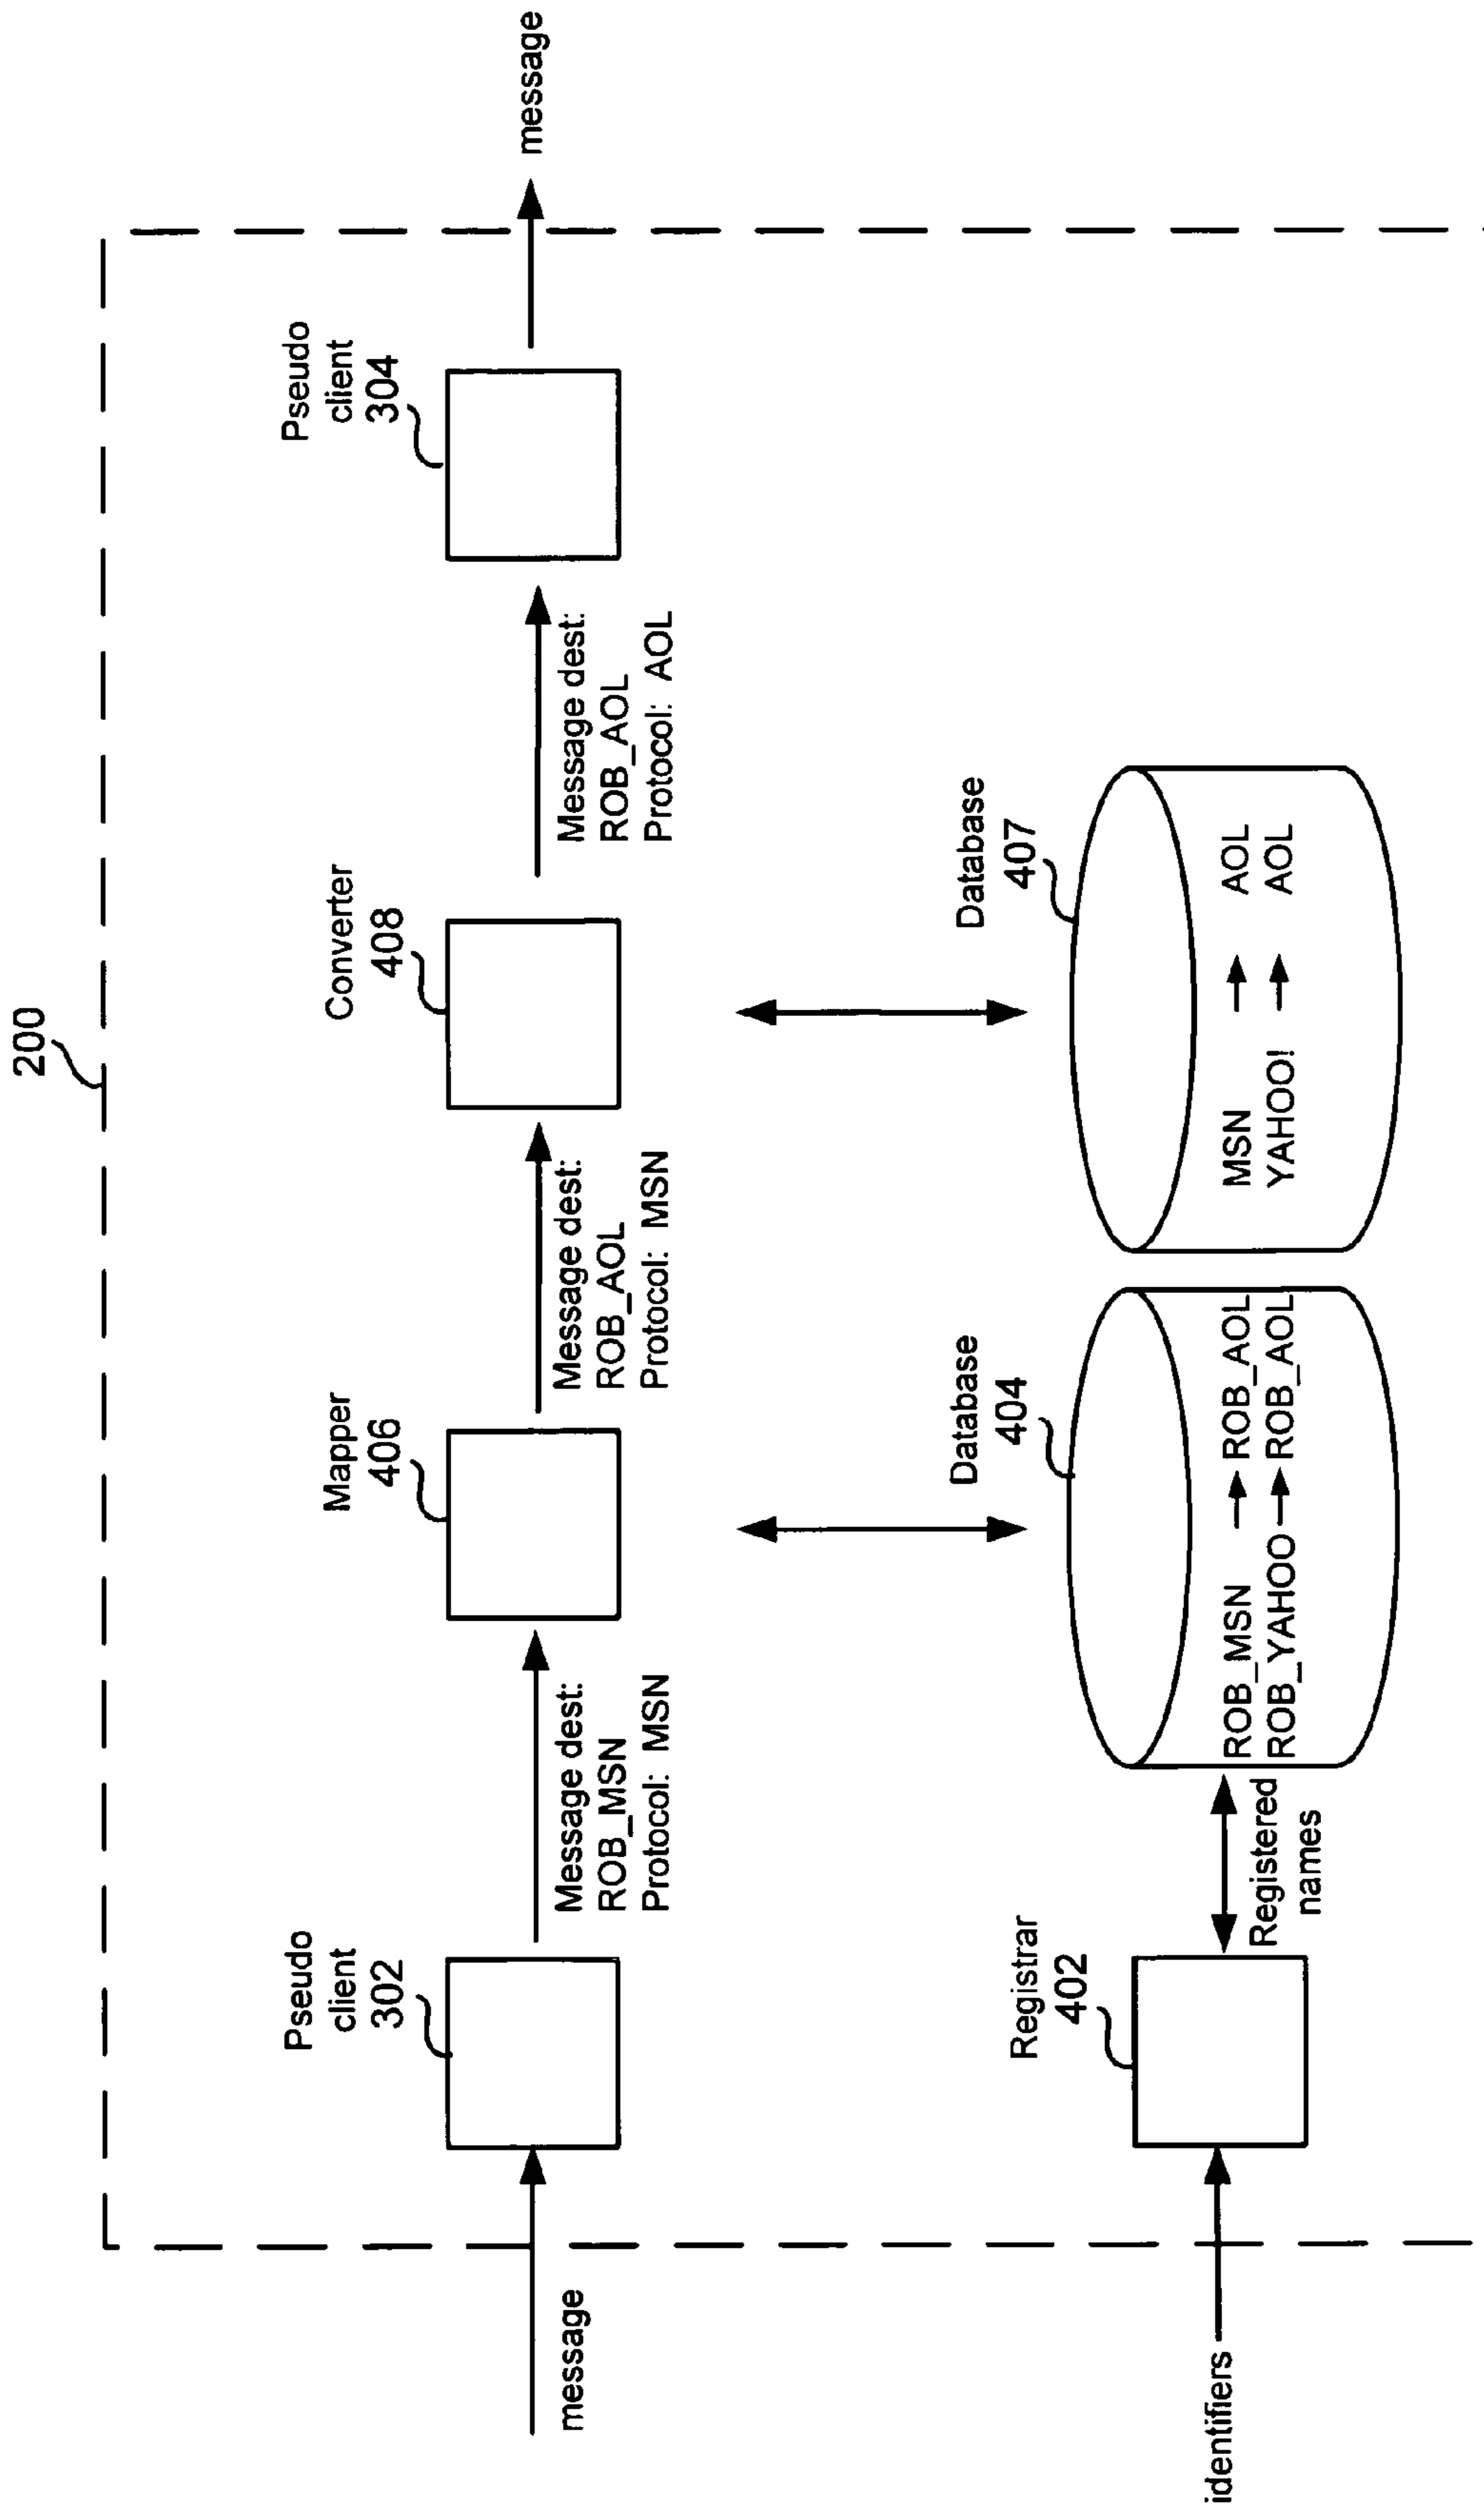 200
Pseudo
client
302
Mapper
406
Converter
408
Pseudo
client
304
message
Message dest:
ROB_MSN
Protocol: MSN
Message dest:
ROB_AOL
Protocol: MSN
Message dest:
ROB_AOL
Protocol: AOL
message
Registrar
402
identifiers
Registered
names
Database
404
ROB_MSN → ROB_AOL
ROB_YAHOO → ROB_AOL
Database
407
MSN → AOL
YAHOO! → AOL